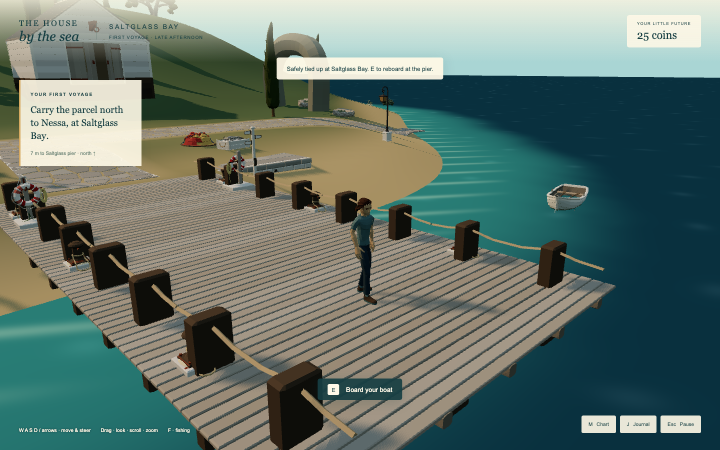 THE HOUSE
by the sea
SALTGLASS BAY
FIRST VOYAGE · LATE AFTERNOON
YOUR LITTLE FUTURE
25 coins
Safely tied up at Saltglass Bay. E to reboard at the pier.
YOUR FIRST VOYAGE
Carry the parcel north
to Nessa, at Saltglass
Bay.
7 m to Saltglass pier · north ↑
E Board your boat
W A S D / arrows · move & steer Drag · look · scroll · zoom F · fishing
M Chart J Journal Esc Pause